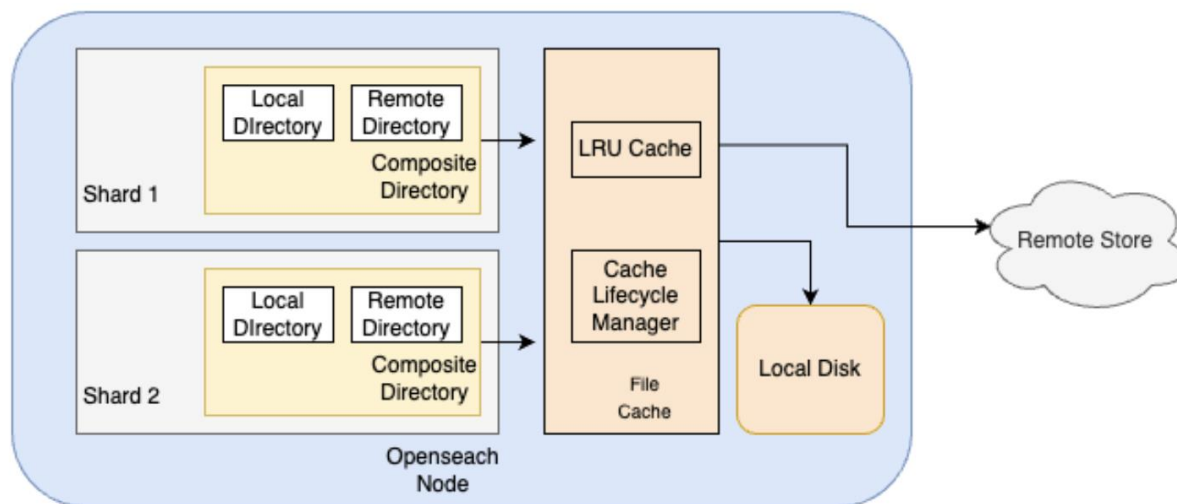 Local
DIrectory
Remote
Directory
Composite
Directory
Shard 1
Local
DIrectory
Remote
Directory
Composite
Directory
Shard 2
Openseach
Node
LRU Cache
Cache
Lifecycle
Manager
File
Cache
Local Disk
Remote Store